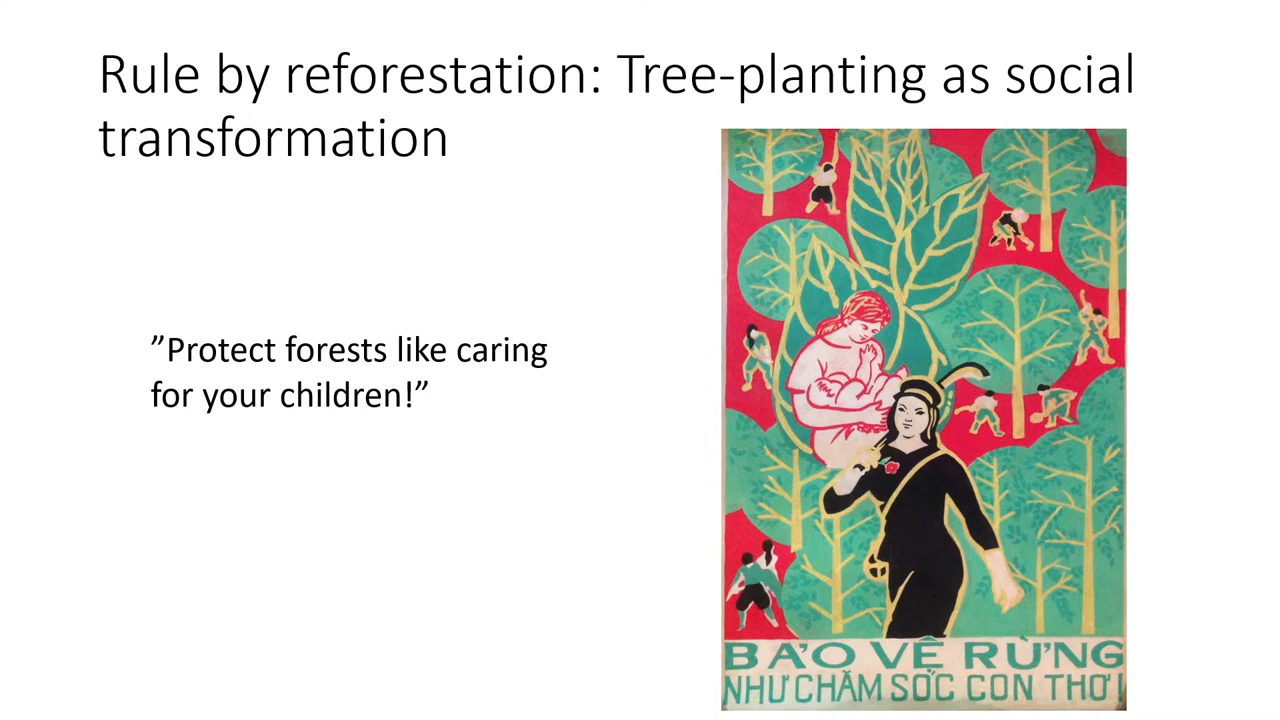 Rule by reforestation: Tree-planting as social
transformation
”Protect forests like caring
for your children!”
BẢO VỆ RỪNG
NHƯ CHĂM SÓC CON THƠ!